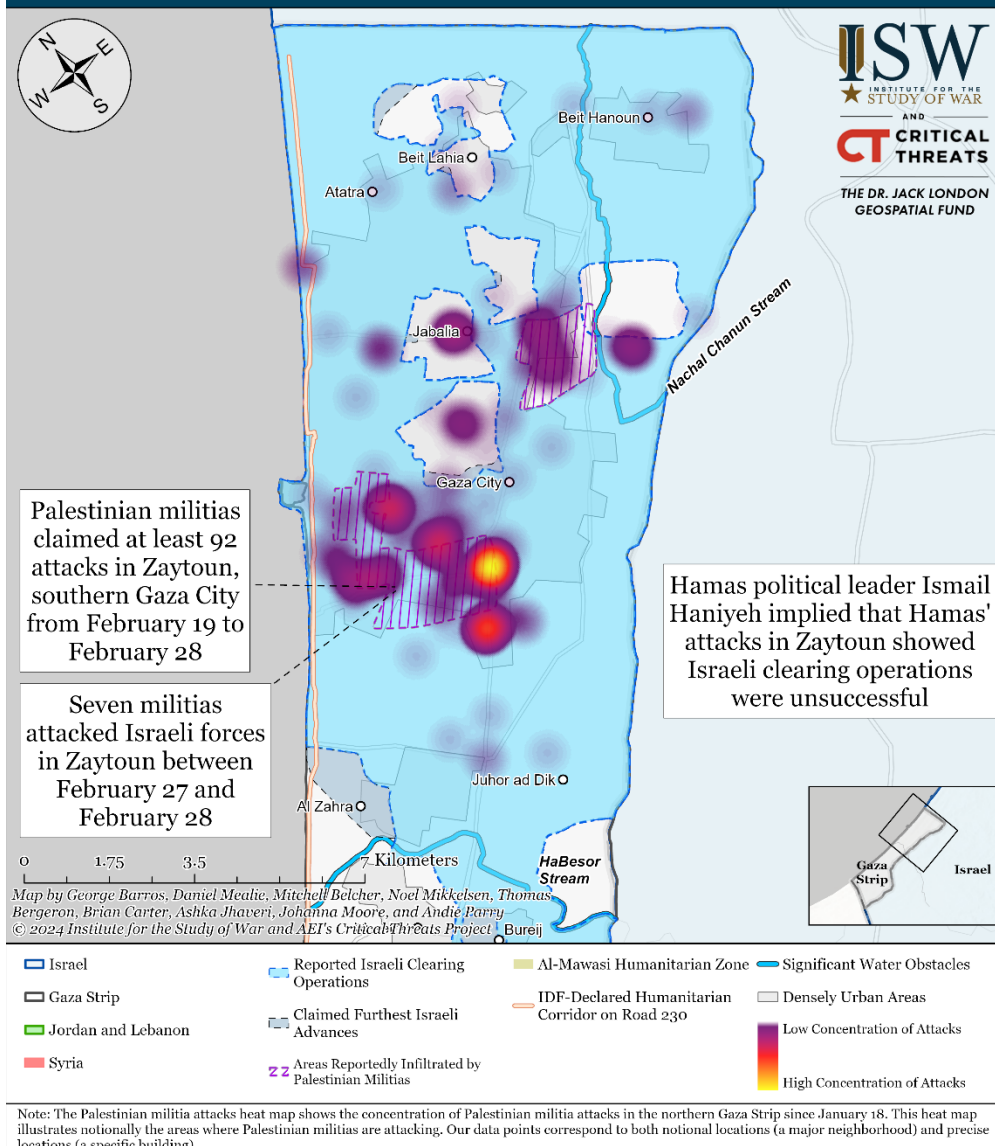 N
E
W
S
ISW
INSTITUTE FOR THE
STUDY OF WAR
AND
CT CRITICAL
THREATS
THE DR. JACK LONDON
GEOSPATIAL FUND
Beit Hanoun
Beit Lahia
Atatra
Nachal Chanun Stream
Jabalia
Gaza City
Palestinian militias
claimed at least 92
attacks in Zaytoun,
southern Gaza City
from February 19 to
February 28
Hamas political leader Ismail
Haniyeh implied that Hamas'
attacks in Zaytoun showed
Israeli clearing operations
were unsuccessful
Seven militias
attacked Israeli forces
in Zaytoun between
February 27 and
February 28
Juhor ad Dik
Al Zahra
HaBesor
Stream
Gaza
Strip
Israel
0 1.75 3.5 7 Kilometers
Map by George Barros, Daniel Mealie, Mitchell Belcher, Noel Mikkelsen, Thomas
Bergeron, Brian Carter, Ashka Jhaveri, Johanna Moore, and Andie Parry
© 2024 Institute for the Study of War and AEI's Critical Threats Project
Bureij
Israel
Gaza Strip
Jordan and Lebanon
Syria
Reported Israeli Clearing
Operations
Claimed Furthest Israeli
Advances
Areas Reportedly Infiltrated by
Palestinian Militias
Al-Mawasi Humanitarian Zone
IDF-Declared Humanitarian
Corridor on Road 230
Significant Water Obstacles
Densely Urban Areas
Low Concentration of Attacks
High Concentration of Attacks
Note: The Palestinian militia attacks heat map shows the concentration of Palestinian militia attacks in the northern Gaza Strip since January 18. This heat map
illustrates notionally the areas where Palestinian militias are attacking. Our data points correspond to both notional locations (a major neighborhood) and precise
locations (a specific building)